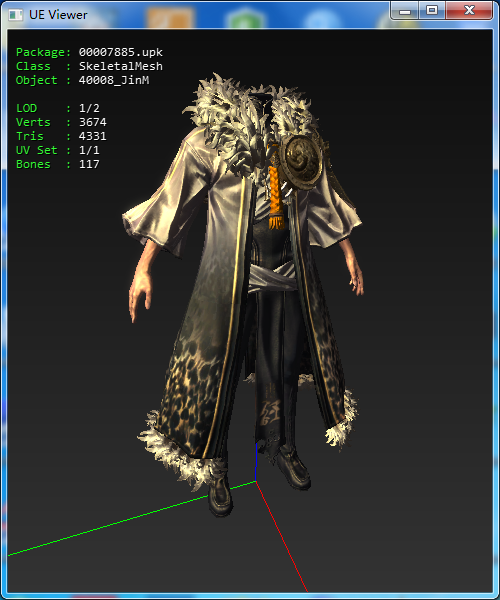 UE Viewer
Package: 00007885.upk
Class : SkeletalMesh
Object : 40008_JinM
LOD : 1/2
Verts : 3674
Tris : 4331
UV Set : 1/1
Bones : 117